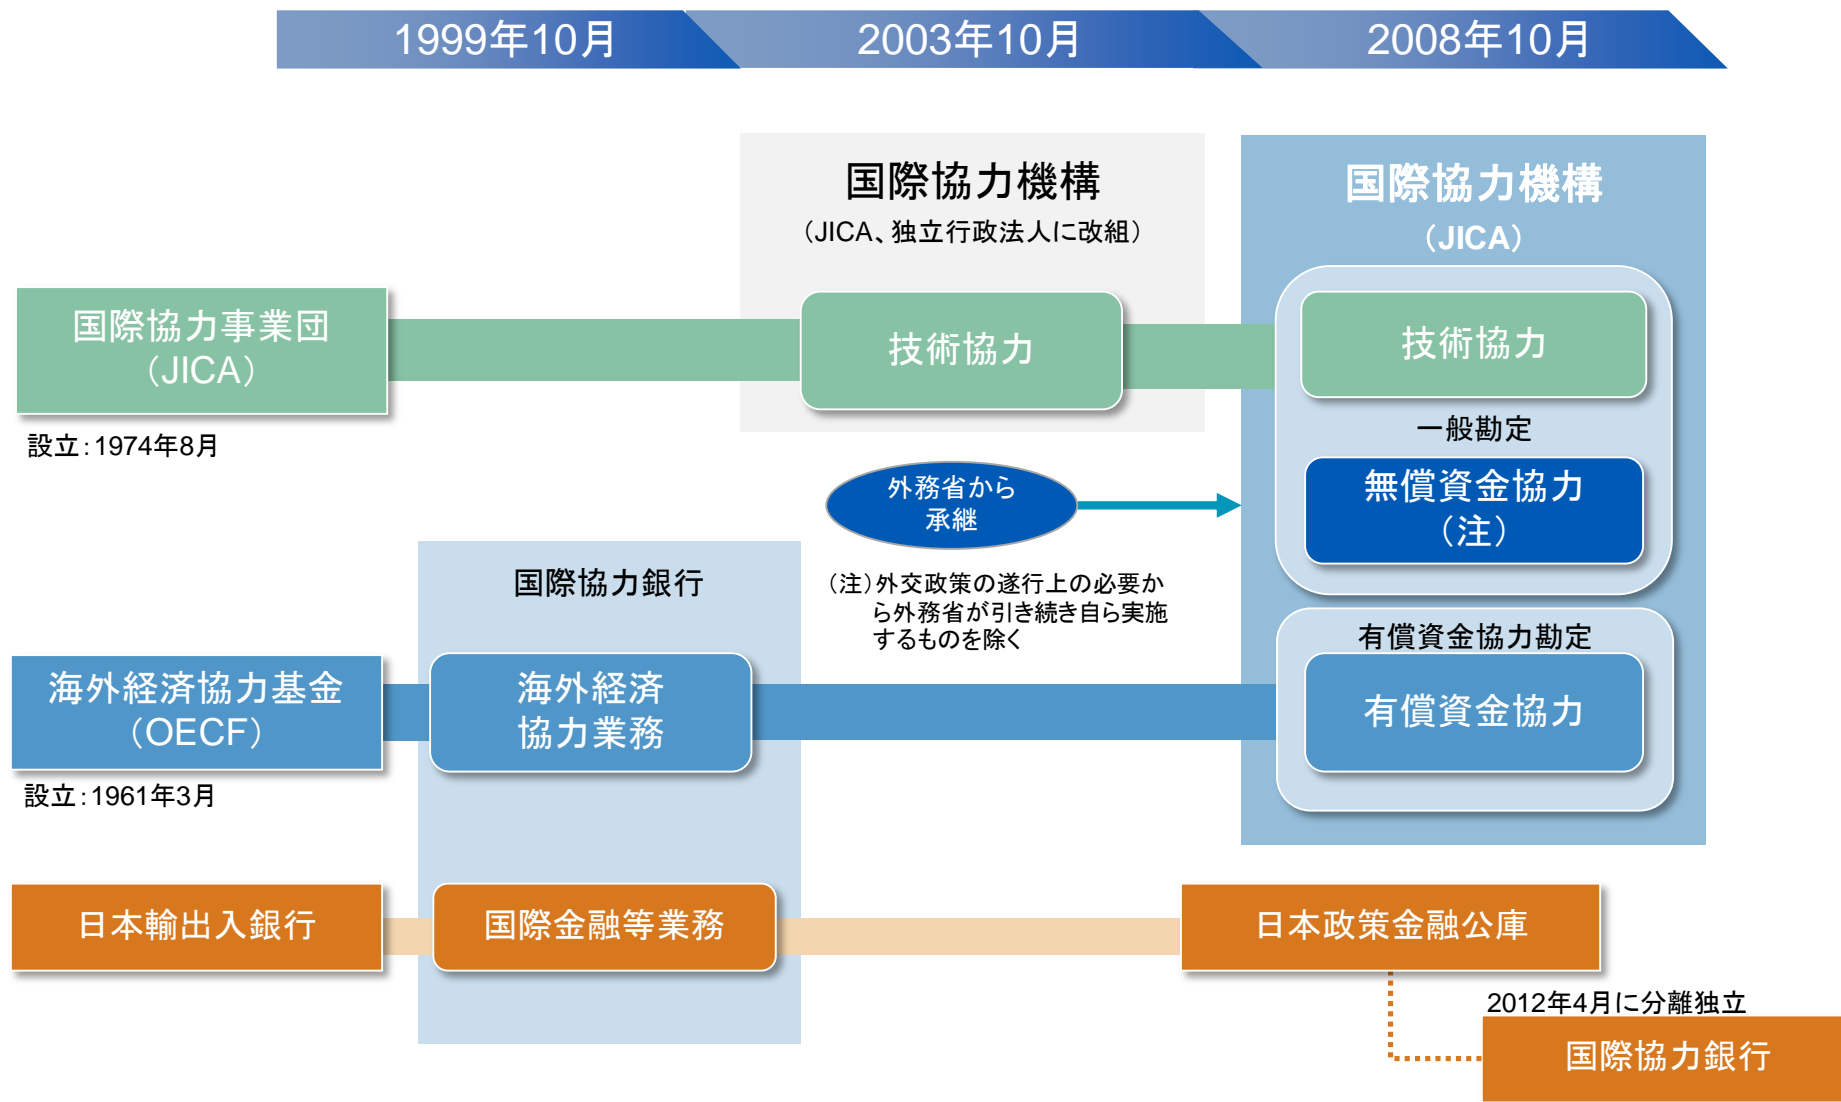 1999年10月
2003年10月
2008年10月
国際協力機構
（JICA、独立行政法人に改組）
国際協力機構
（JICA）
国際協力事業団
（JICA）
設立：1974年8月
技術協力
技術協力
一般勘定
外務省から
承継
無償資金協力
（注）
（注）外交政策の遂行上の必要か
ら外務省が引き続き自ら実施
するものを除く
国際協力銀行
有償資金協力勘定
海外経済協力基金
（OECF）
設立：1961年3月
海外経済
協力業務
有償資金協力
日本輸出入銀行
国際金融等業務
日本政策金融公庫
2012年4月に分離独立
国際協力銀行